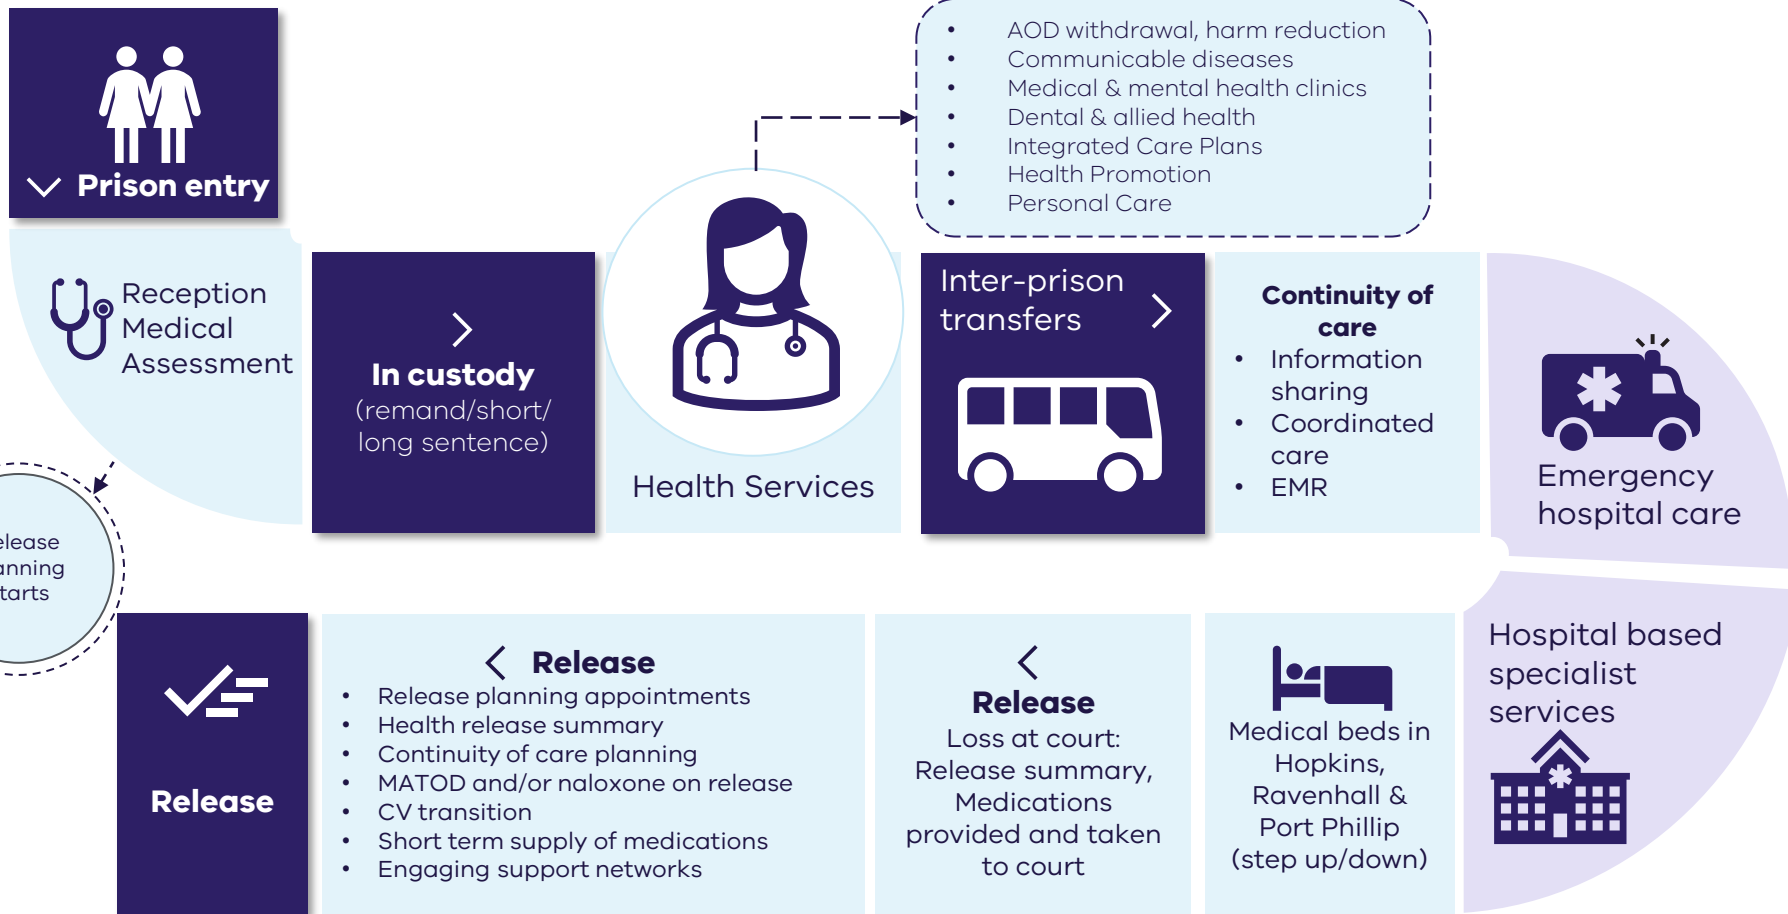 Prison entry
Reception
Medical
Assessment
In custody
(remand/short/
long sentence)
Health Services
• AOD withdrawal, harm reduction
• Communicable diseases
• Medical & mental health clinics
• Dental & allied health
• Integrated Care Plans
• Health Promotion
• Personal Care
Inter-prison
transfers
Continuity of
care
• Information
sharing
• Coordinated
care
• EMR
Emergency
hospital care
Hospital based
specialist
services
Medical beds in
Hopkins,
Ravenhall &
Port Phillip
(step up/down)
Release
Loss at court:
Release summary,
Medications
provided and taken
to court
Release
• Release planning appointments
• Health release summary
• Continuity of care planning
• MATOD and/or naloxone on release
• CV transition
• Short term supply of medications
• Engaging support networks
Release
elease
anning
tarts